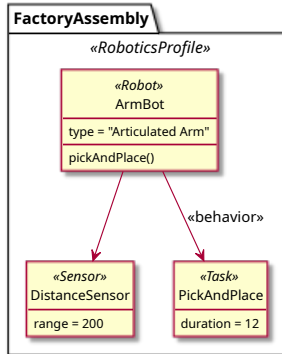 FactoryAssembly
«RoboticsProfile»
«Robot»
ArmBot
type = "Articulated Arm"
pickAndPlace()
«behavior»
«Sensor»
DistanceSensor
range = 200
«Task»
PickAndPlace
duration = 12